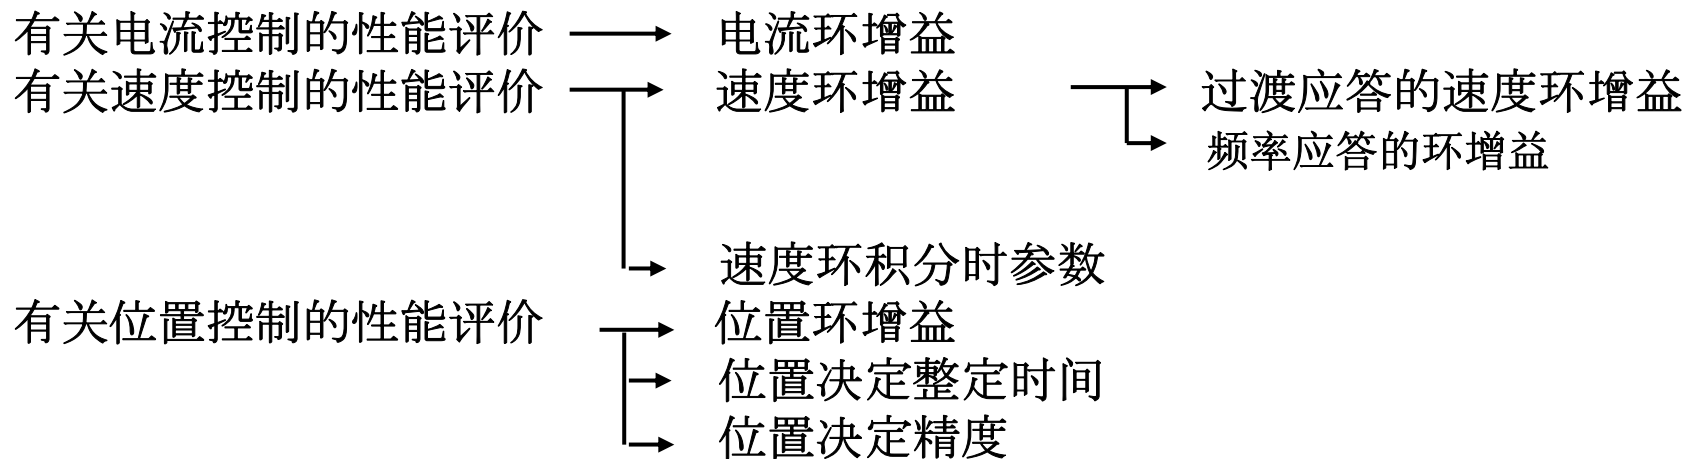 有关电流控制的性能评价 电流环增益
有关速度控制的性能评价 速度环增益 过渡应答的速度环增益
频率应答的环增益
速度环积分时参数
有关位置控制的性能评价 位置环增益
位置决定整定时间
位置决定精度